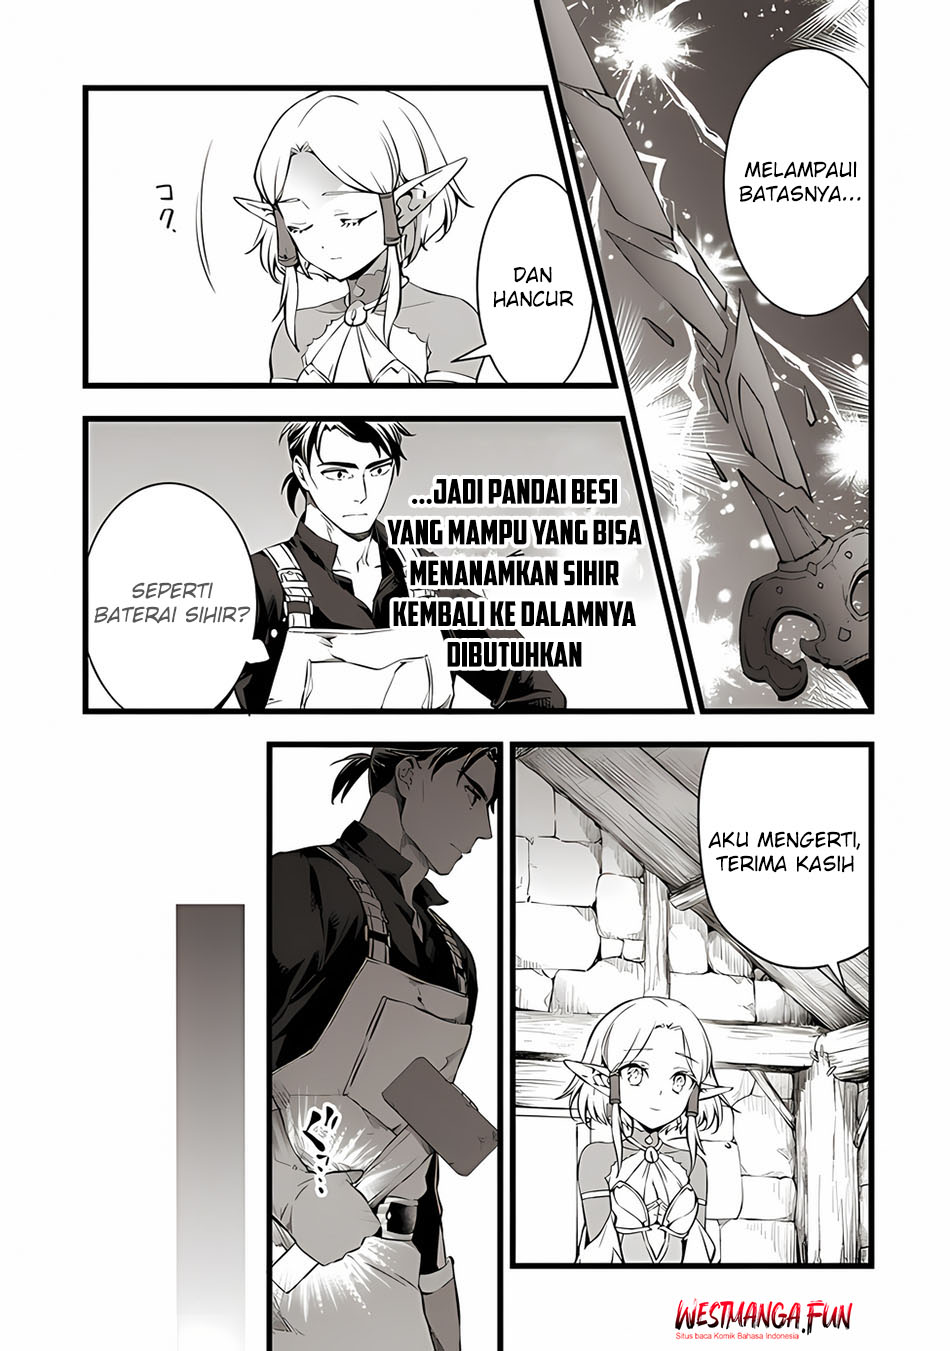 MELAMPAUI
BATASNYA...
DAN
HANCUR
コク.
...JADI PANDAI BESI
YANG MAMPU YANG BISA
MENANAMKAN SIHIR
KEMBALI KE DALAMNYA
DIBUTUHKAN
SEPERTI
BATERAI SIHIR?
AKU MENGERTI,
TERIMA KASIH
WESTMANGA.FUN
Situs baca Komik Bahasa Indonesia